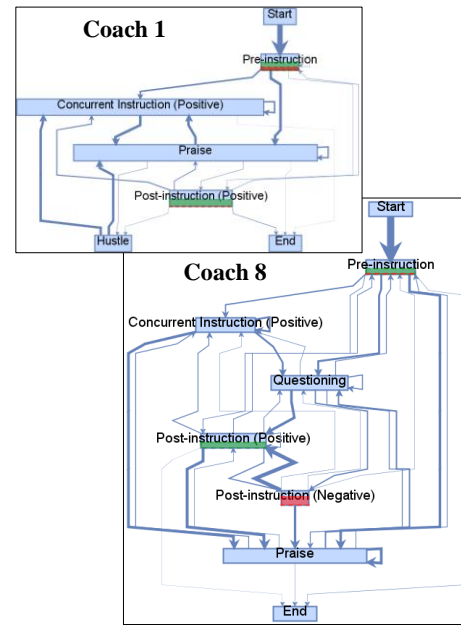 Coach 1
Start
Pre-instruction
Concurrent Instruction (Positive)
Praise
Post-instruction (Positive)
Hustle
End
Coach 8
Start
Pre-instruction
Concurrent Instruction (Positive)
Questioning
Post-instruction (Positive)
Post-instruction (Negative)
Praise
End